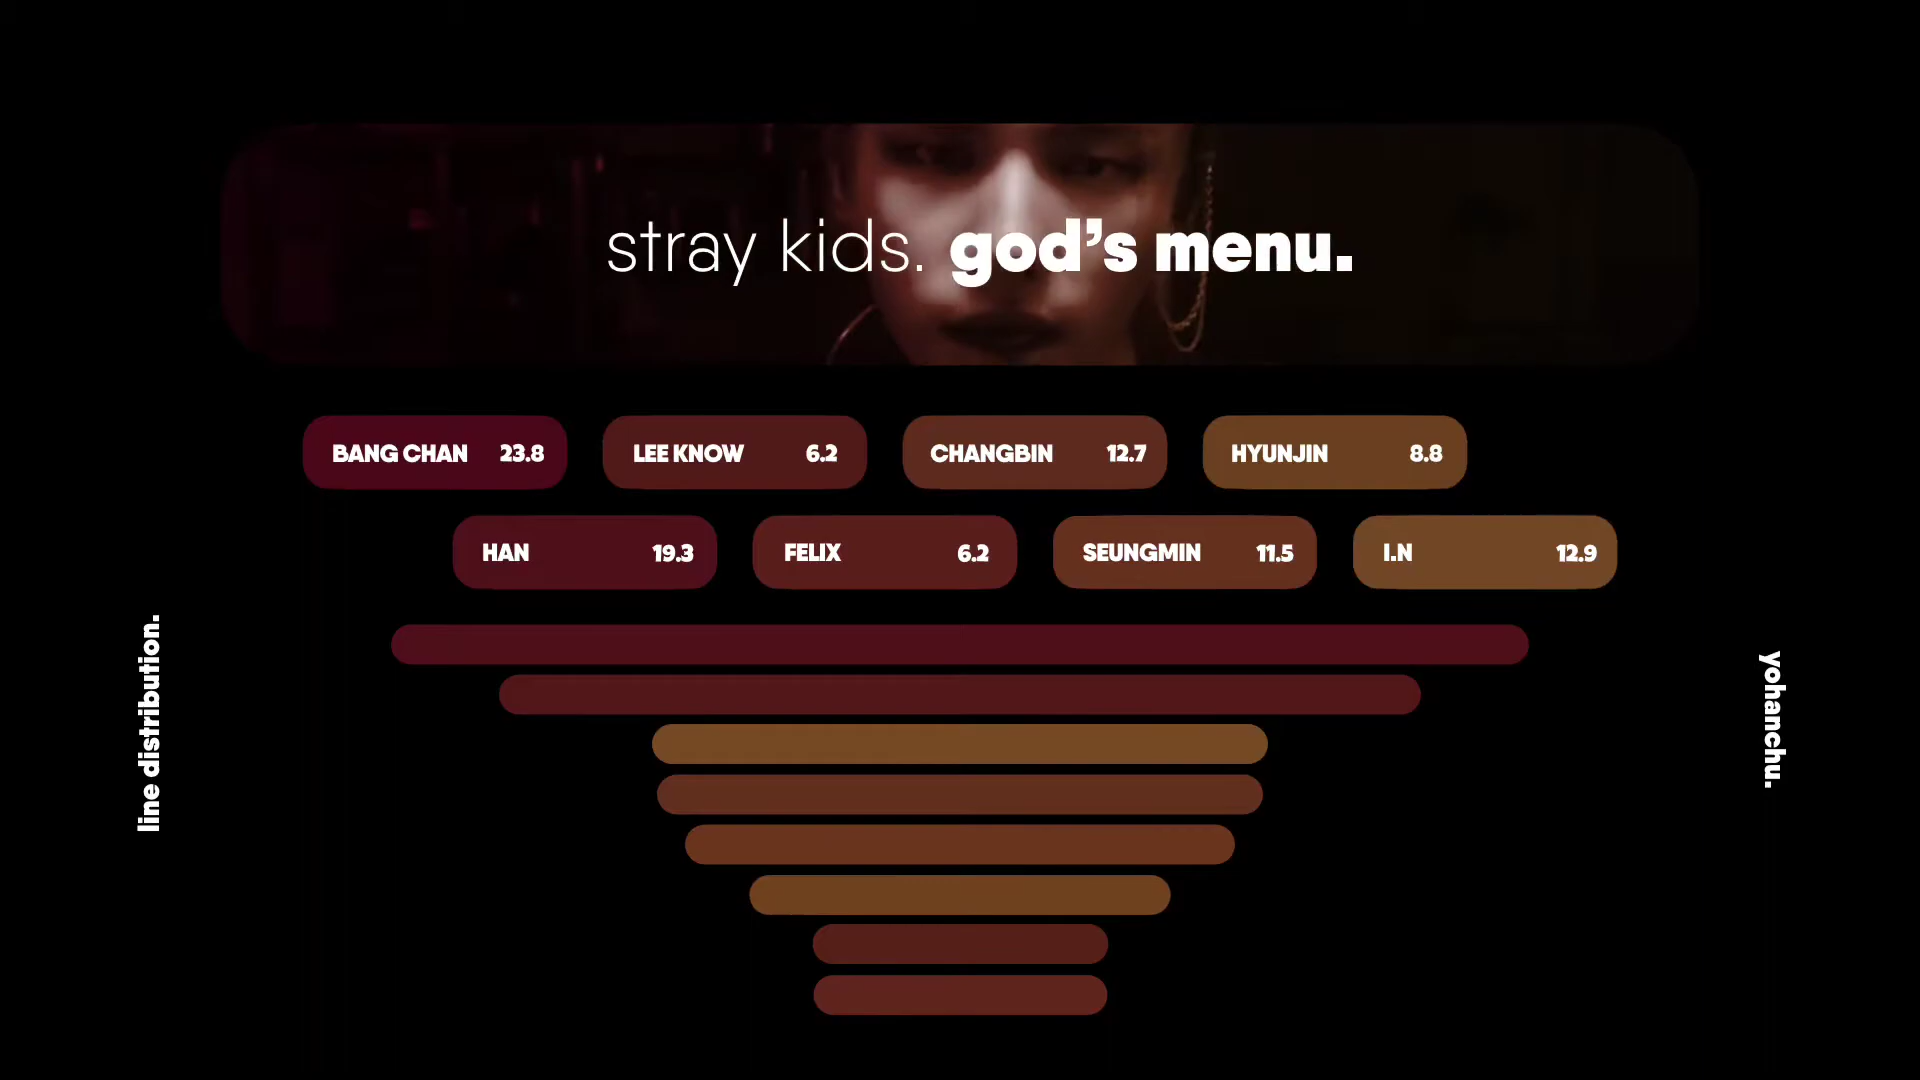 stray kids. god's menu.
BANG CHAN 23.8
LEE KNOW 6.2
CHANGBIN 12.7
HYUNJIN 8.8
HAN 19.3
FELIX 6.2
SEUNGMIN 11.5
I.N 12.9
line distribution.
yohanchu.